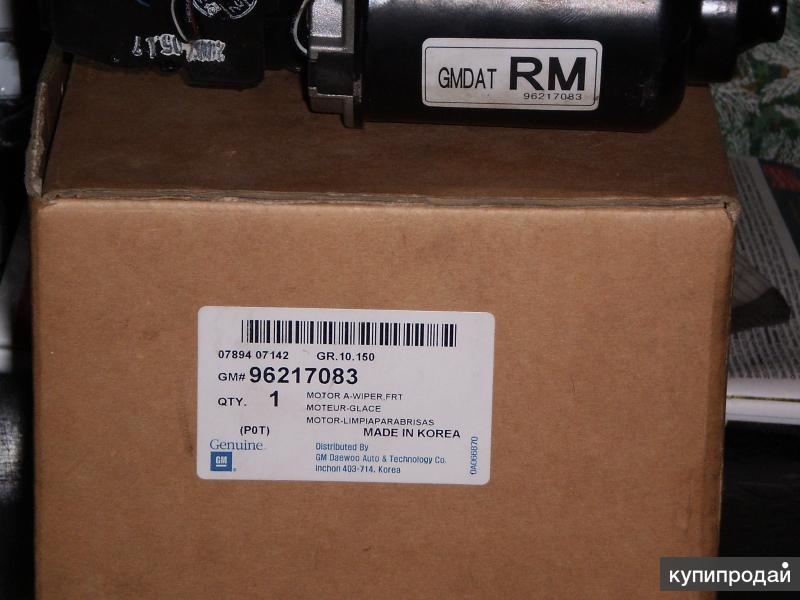 GMDAT RM
96217083
07894 07142 GR.10.150
GM# 96217083
QTY. 1 MOTOR A-WIPER,FRT
MOTEUR-GLACE
MOTOR-LIMPIAPARABRISAS
(P0T) MADE IN KOREA
Genuine
GM
Distributed By
GM Daewoo Auto & Technology Co.
Inchon 403-714, Korea
0A066870
купипродай